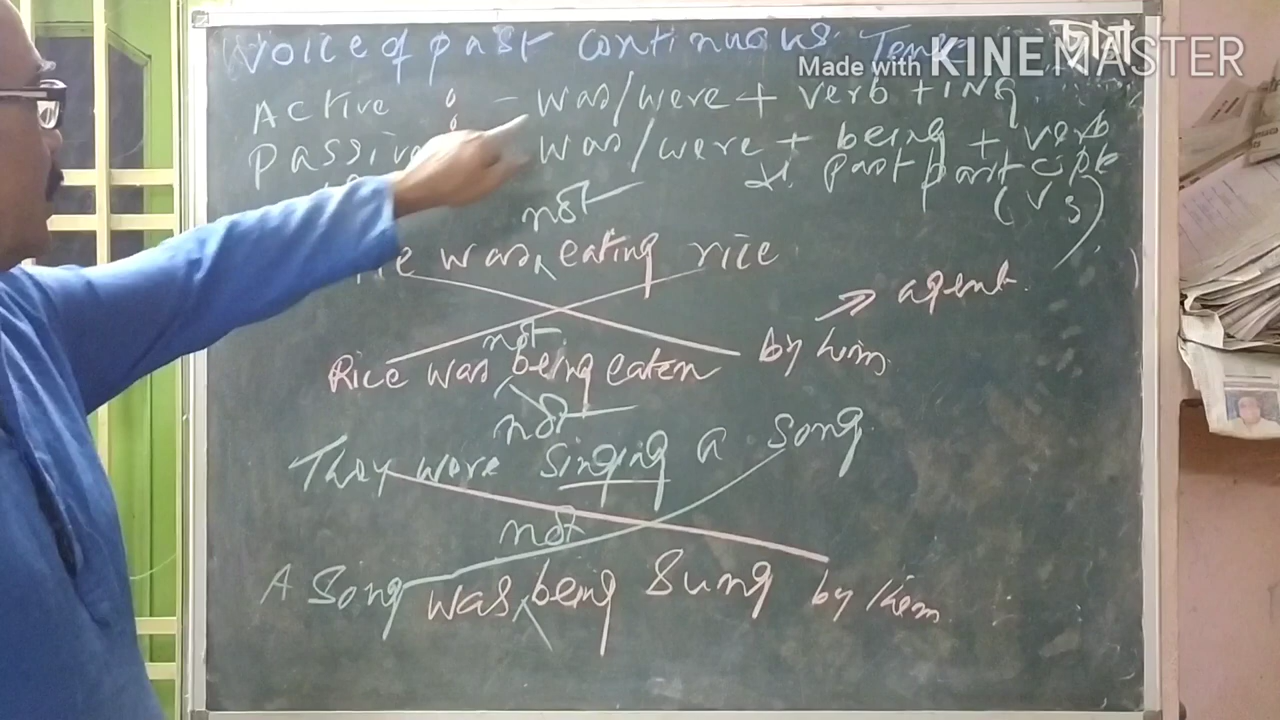 Voice of past continuous Tense
Made with KINEMASTER
Active : - was/were + verb + ing
Passive - was/were + being + verb
past participle
(V3)
not
He was eating rice
agent
not
Rice was being eaten by him
not
They were singing a song
not
A Song was being Sung by them